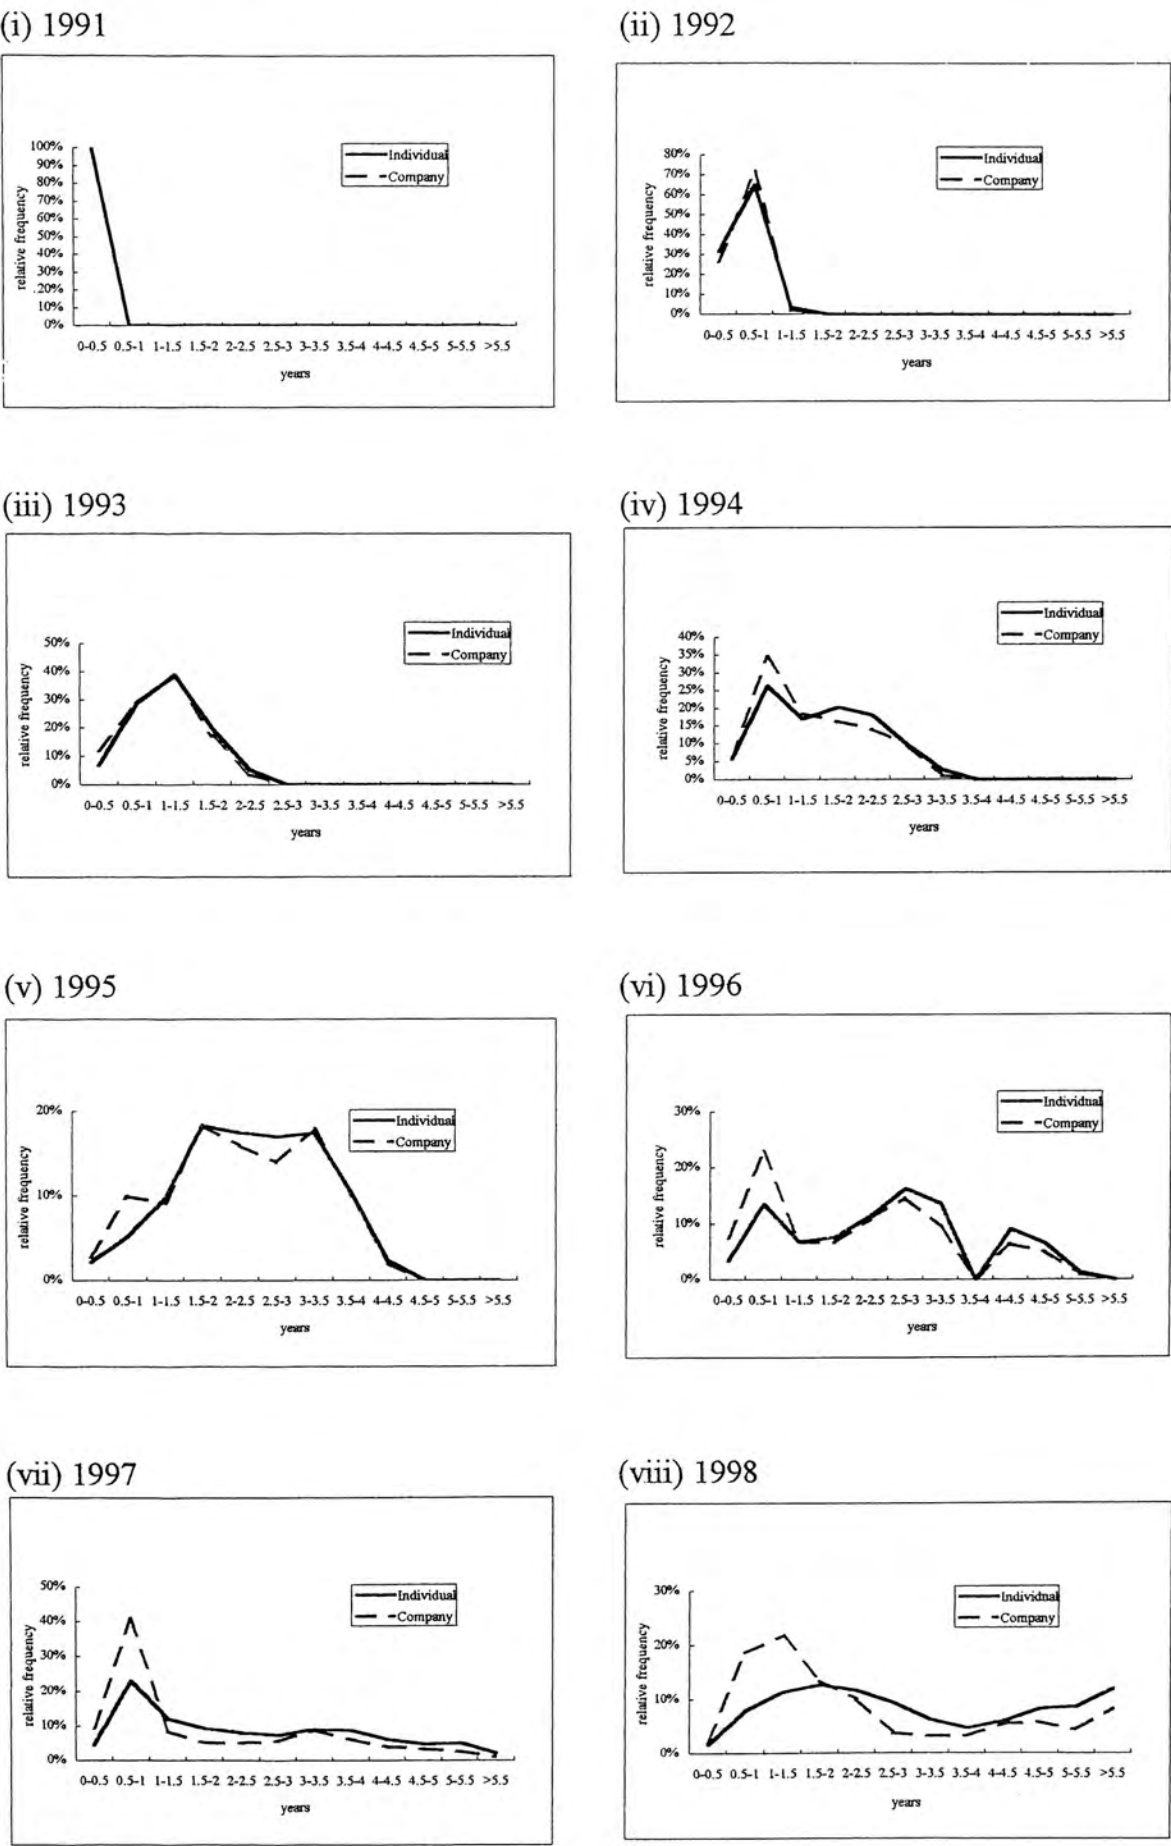 (i) 1991
relative frequency
100%
90%
80%
70%
60%
50%
40%
30%
.20%
10%
0%
Individual
Company
0-0.5 0.5-1 1-1.5 1.5-2 2-2.5 2.5-3 3-3.5 3.5-4 4-4.5 4.5-5 5-5.5 >5.5
years
(ii) 1992
relative frequency
80%
70%
60%
50%
40%
30%
20%
10%
0%
Individual
Company
0-0.5 0.5-1 1-1.5 1.5-2 2-2.5 2.5-3 3-3.5 3.5-4 4-4.5 4.5-5 5-5.5 >5.5
years
(iii) 1993
relative frequency
50%
40%
30%
20%
10%
0%
Individual
Company
0-0.5 0.5-1 1-1.5 1.5-2 2-2.5 2.5-3 3-3.5 3.5-4 4-4.5 4.5-5 5-5.5 >5.5
years
(iv) 1994
relative frequency
40%
35%
30%
25%
20%
15%
10%
5%
0%
Individual
Company
0-0.5 0.5-1 1-1.5 1.5-2 2-2.5 2.5-3 3-3.5 3.5-4 4-4.5 4.5-5 5-5.5 >5.5
years
(v) 1995
relative frequency
20%
10%
0%
Individual
Company
0-0.5 0.5-1 1-1.5 1.5-2 2-2.5 2.5-3 3-3.5 3.5-4 4-4.5 4.5-5 5-5.5 >5.5
years
(vi) 1996
relative frequency
30%
20%
10%
0%
Individual
Company
0-0.5 0.5-1 1-1.5 1.5-2 2-2.5 2.5-3 3-3.5 3.5-4 4-4.5 4.5-5 5-5.5 >5.5
years
(vii) 1997
relative frequency
50%
40%
30%
20%
10%
0%
Individual
Company
0-0.5 0.5-1 1-1.5 1.5-2 2-2.5 2.5-3 3-3.5 3.5-4 4-4.5 4.5-5 5-5.5 >5.5
years
(viii) 1998
relative frequency
30%
20%
10%
0%
Individual
Company
0-0.5 0.5-1 1-1.5 1.5-2 2-2.5 2.5-3 3-3.5 3.5-4 4-4.5 4.5-5 5-5.5 >5.5
years